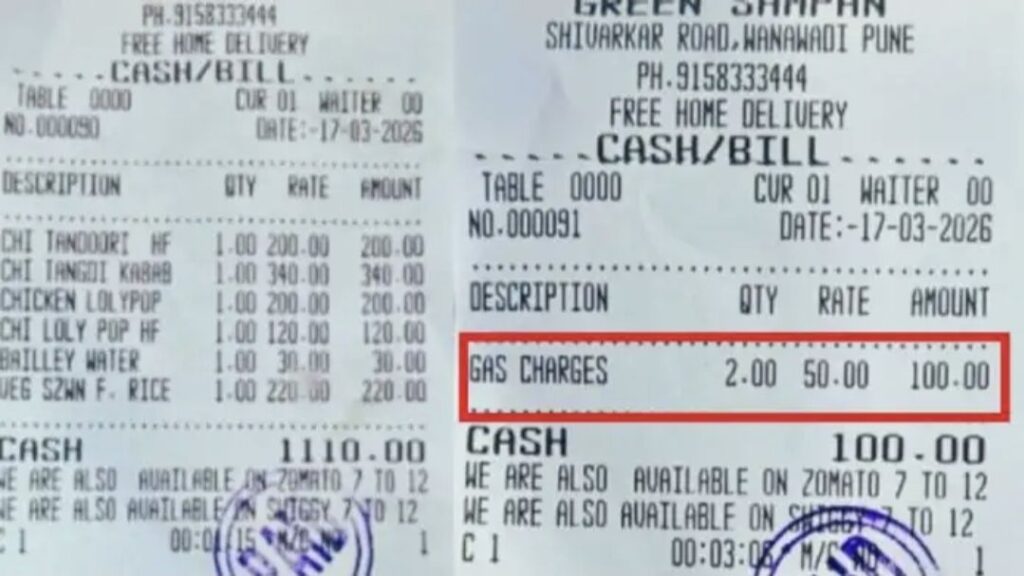 PH.9158333444
FREE HOME DELIVERY
CASH/BILL
TABLE 0000 CUR 01 WAITER 00
NO.000090 DATE:-17-03-2026
DESCRIPTION QTY RATE AMOUNT
CHI TANDOORI HF 1.00 200.00 200.00
CHI TANGDI KABAB 1.00 340.00 340.00
CHICKEN LOLYPOP 1.00 200.00 200.00
CHI LOLY POP HF 1.00 120.00 120.00
BAILLEY WATER 1.00 30.00 30.00
VEG SZWN F. RICE 1.00 220.00 220.00
CASH 1110.00
WE ARE ALSO AVAILABLE ON ZOMATO 7 TO 12
WE ARE ALSO AVAILABLE ON SWIGGY 7 TO 12
C 1 M/C NO 1
GREEN SAMPAN
SHIVARKAR ROAD,WANAWADI PUNE
PH.9158333444
FREE HOME DELIVERY
CASH/BILL
TABLE 0000 CUR 01 WAITER 00
NO.000091 DATE:-17-03-2026
DESCRIPTION QTY RATE AMOUNT
GAS CHARGES 2.00 50.00 100.00
CASH 100.00
WE ARE ALSO AVAILABLE ON ZOMATO 7 TO 12
WE ARE ALSO AVAILABLE ON SWIGGY 7 TO 12
C 1 M/C NO 1